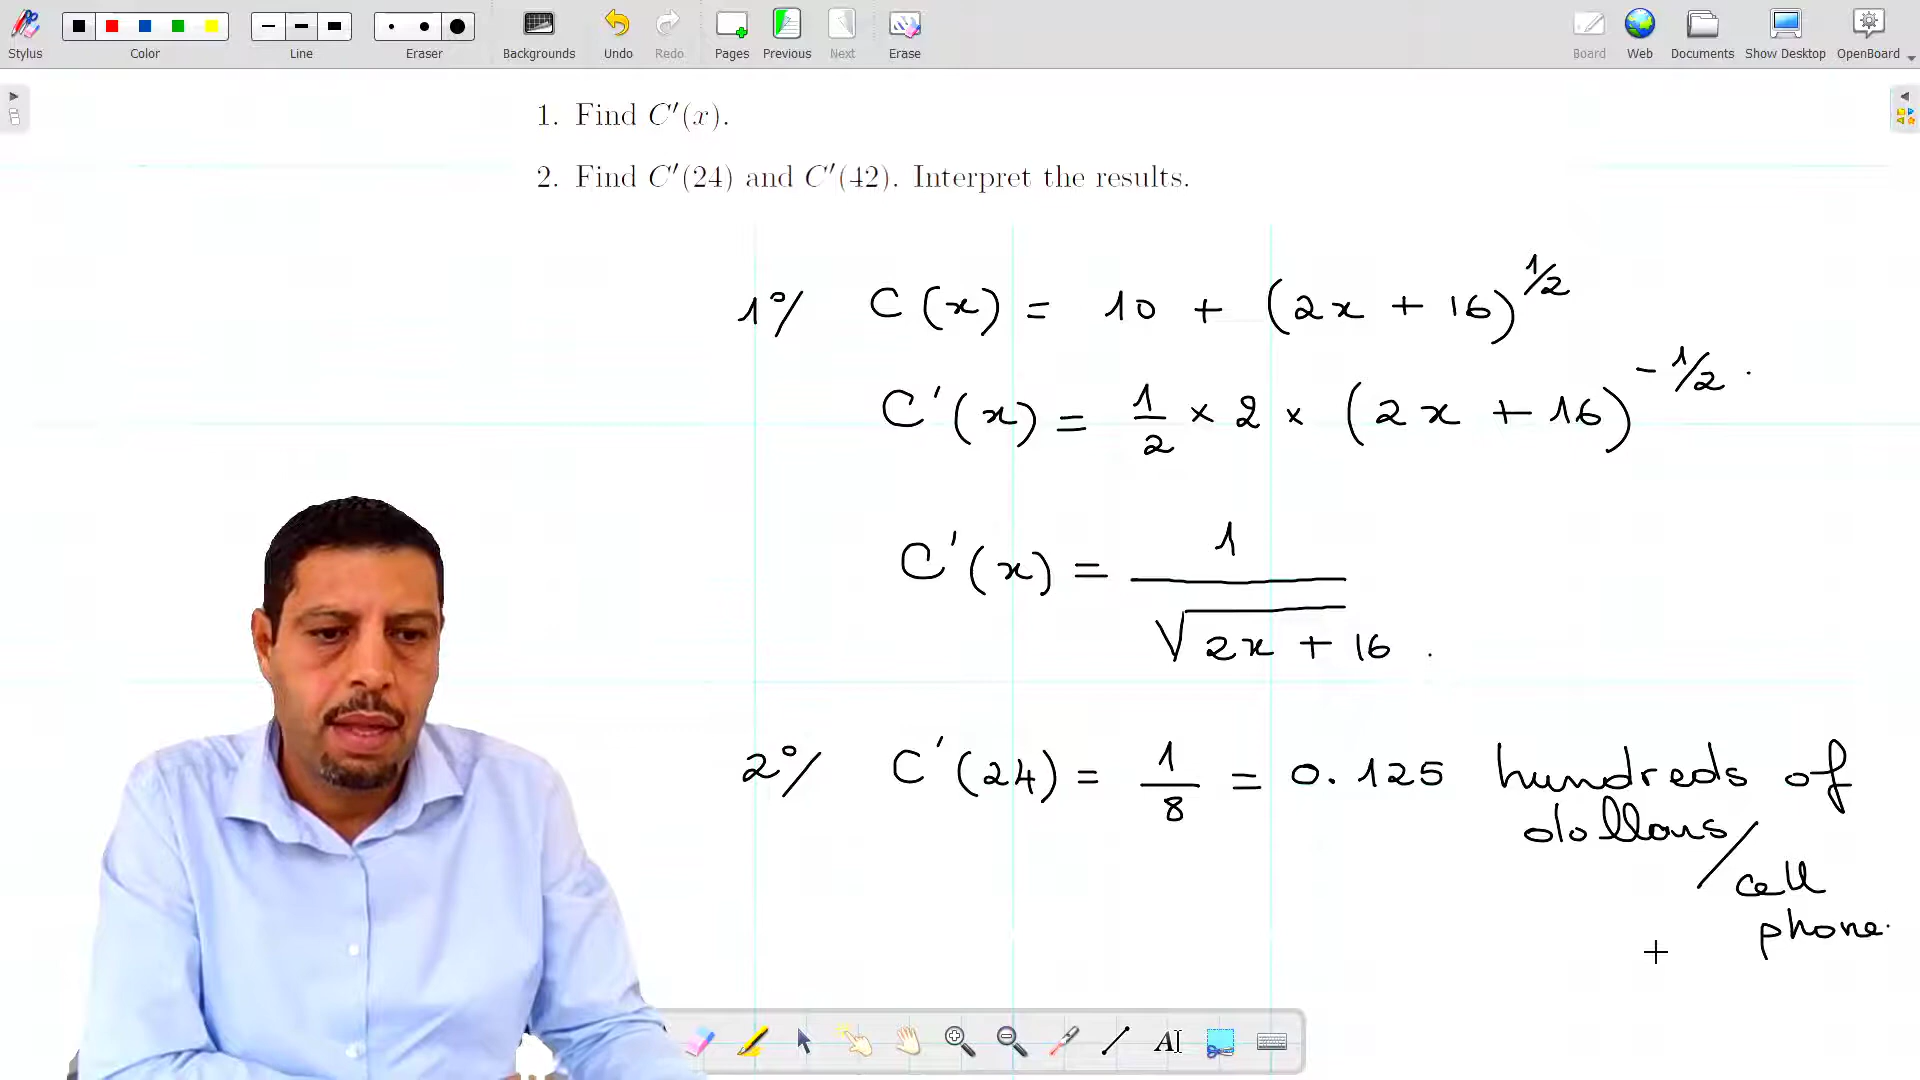 Stylus
Color
Line
Eraser
Backgrounds
Undo
Redo
Pages
Previous
Next
Erase
Board
Web
Documents
Show Desktop
OpenBoard
1. Find C′(x).
2. Find C′(24) and C′(42). Interpret the results.
1°/ C(x) = 10 + (2x + 16)^1/2
C'(x) = 1/2 × 2 × (2x + 16)^-1/2.
C'(x) = 1/√2x + 16.
2°/ C'(24) = 1/8 = 0.125 hundreds of
dollars/
cell
phone.
AI